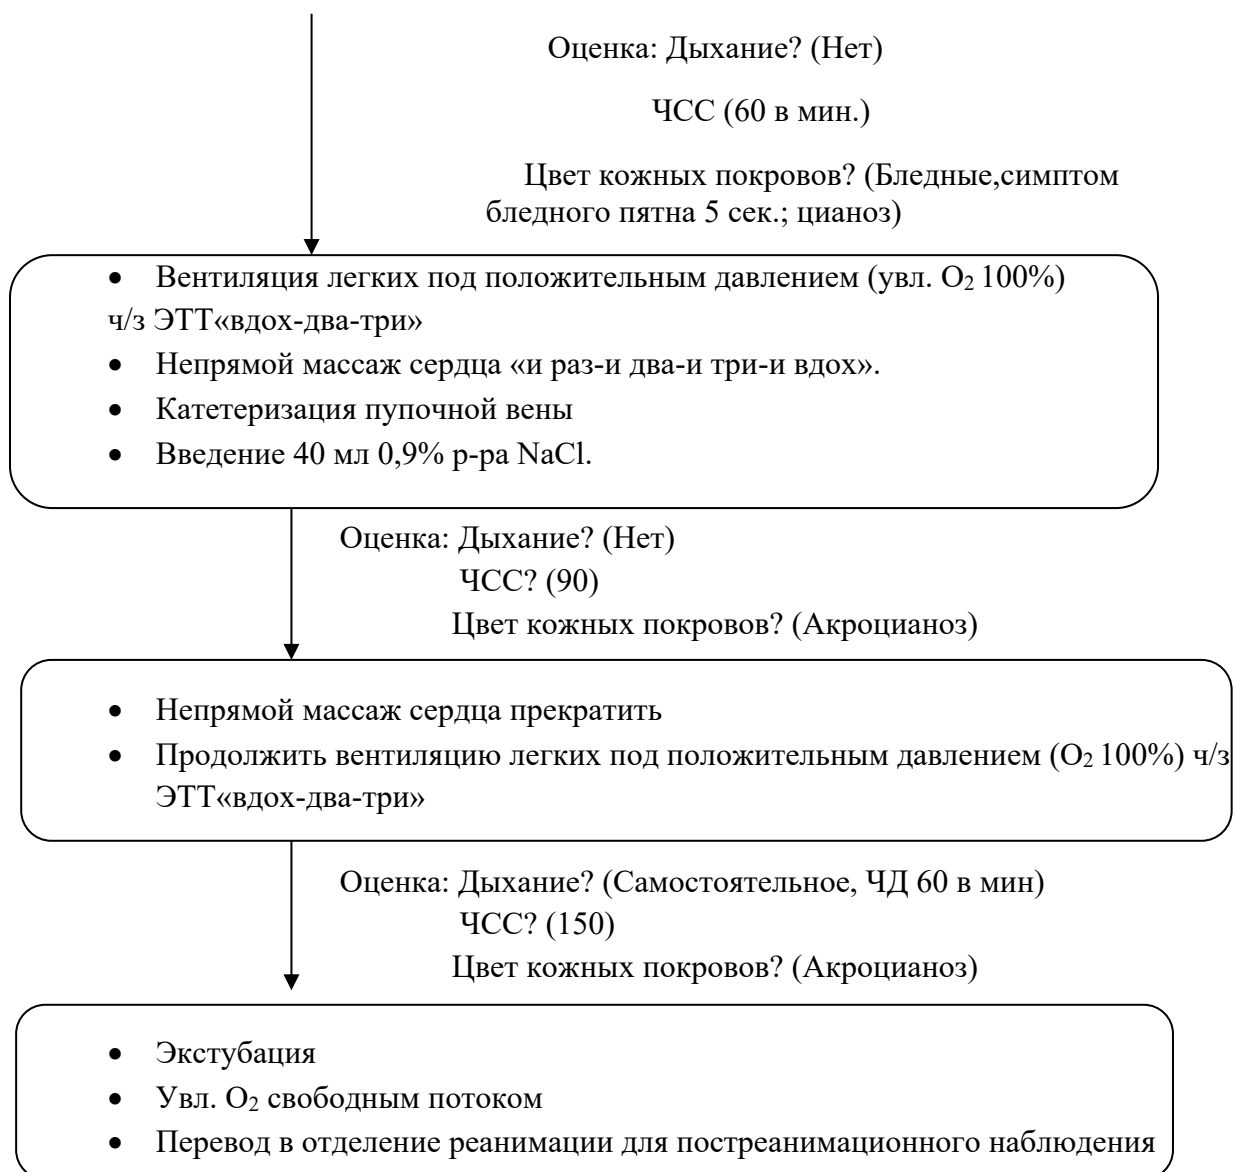 Оценка: Дыхание? (Нет)
ЧСС (60 в мин.)
Цвет кожных покровов? (Бледные,симптом
бледного пятна 5 сек.; цианоз)
• Вентиляция легких под положительным давлением (увл. O₂ 100%)
ч/з ЭТТ«вдох-два-три»
• Непрямой массаж сердца «и раз-и два-и три-и вдох».
• Катетеризация пупочной вены
• Введение 40 мл 0,9% р-ра NaCl.
Оценка: Дыхание? (Нет)
ЧСС? (90)
Цвет кожных покровов? (Акроцианоз)
• Непрямой массаж сердца прекратить
• Продолжить вентиляцию легких под положительным давлением (O₂ 100%) ч/з
ЭТТ«вдох-два-три»
Оценка: Дыхание? (Самостоятельное, ЧД 60 в мин)
ЧСС? (150)
Цвет кожных покровов? (Акроцианоз)
• Экстубация
• Увл. O₂ свободным потоком
• Перевод в отделение реанимации для постреанимационного наблюдения